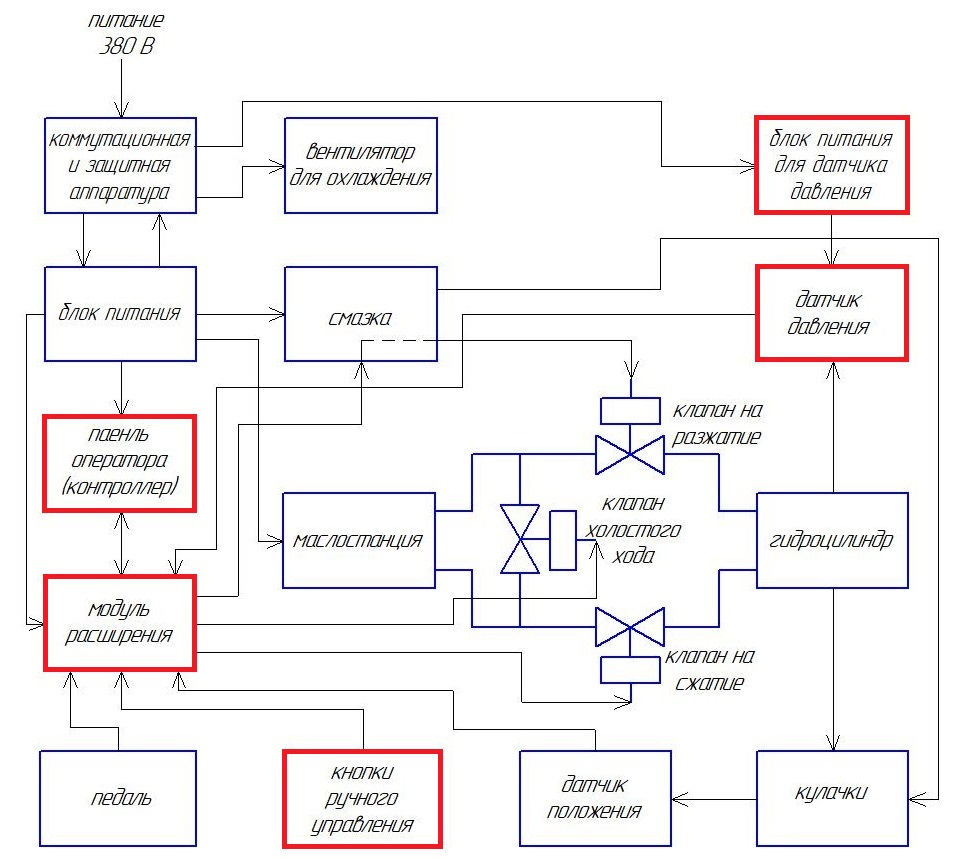 питание
380 В
коммутационная
и защитная
аппаратура
вентилятор
для охлаждения
блок питания
для датчика
давления
блок питания
смазка
датчик
давления
паенль
оператора
(контроллер)
клапан на
разжатие
маслостанция
клапан
холостого
хода
гидроцилиндр
модуль
расширения
клапан на
сжатие
педаль
кнопки
ручного
управления
датчик
положения
кулачки